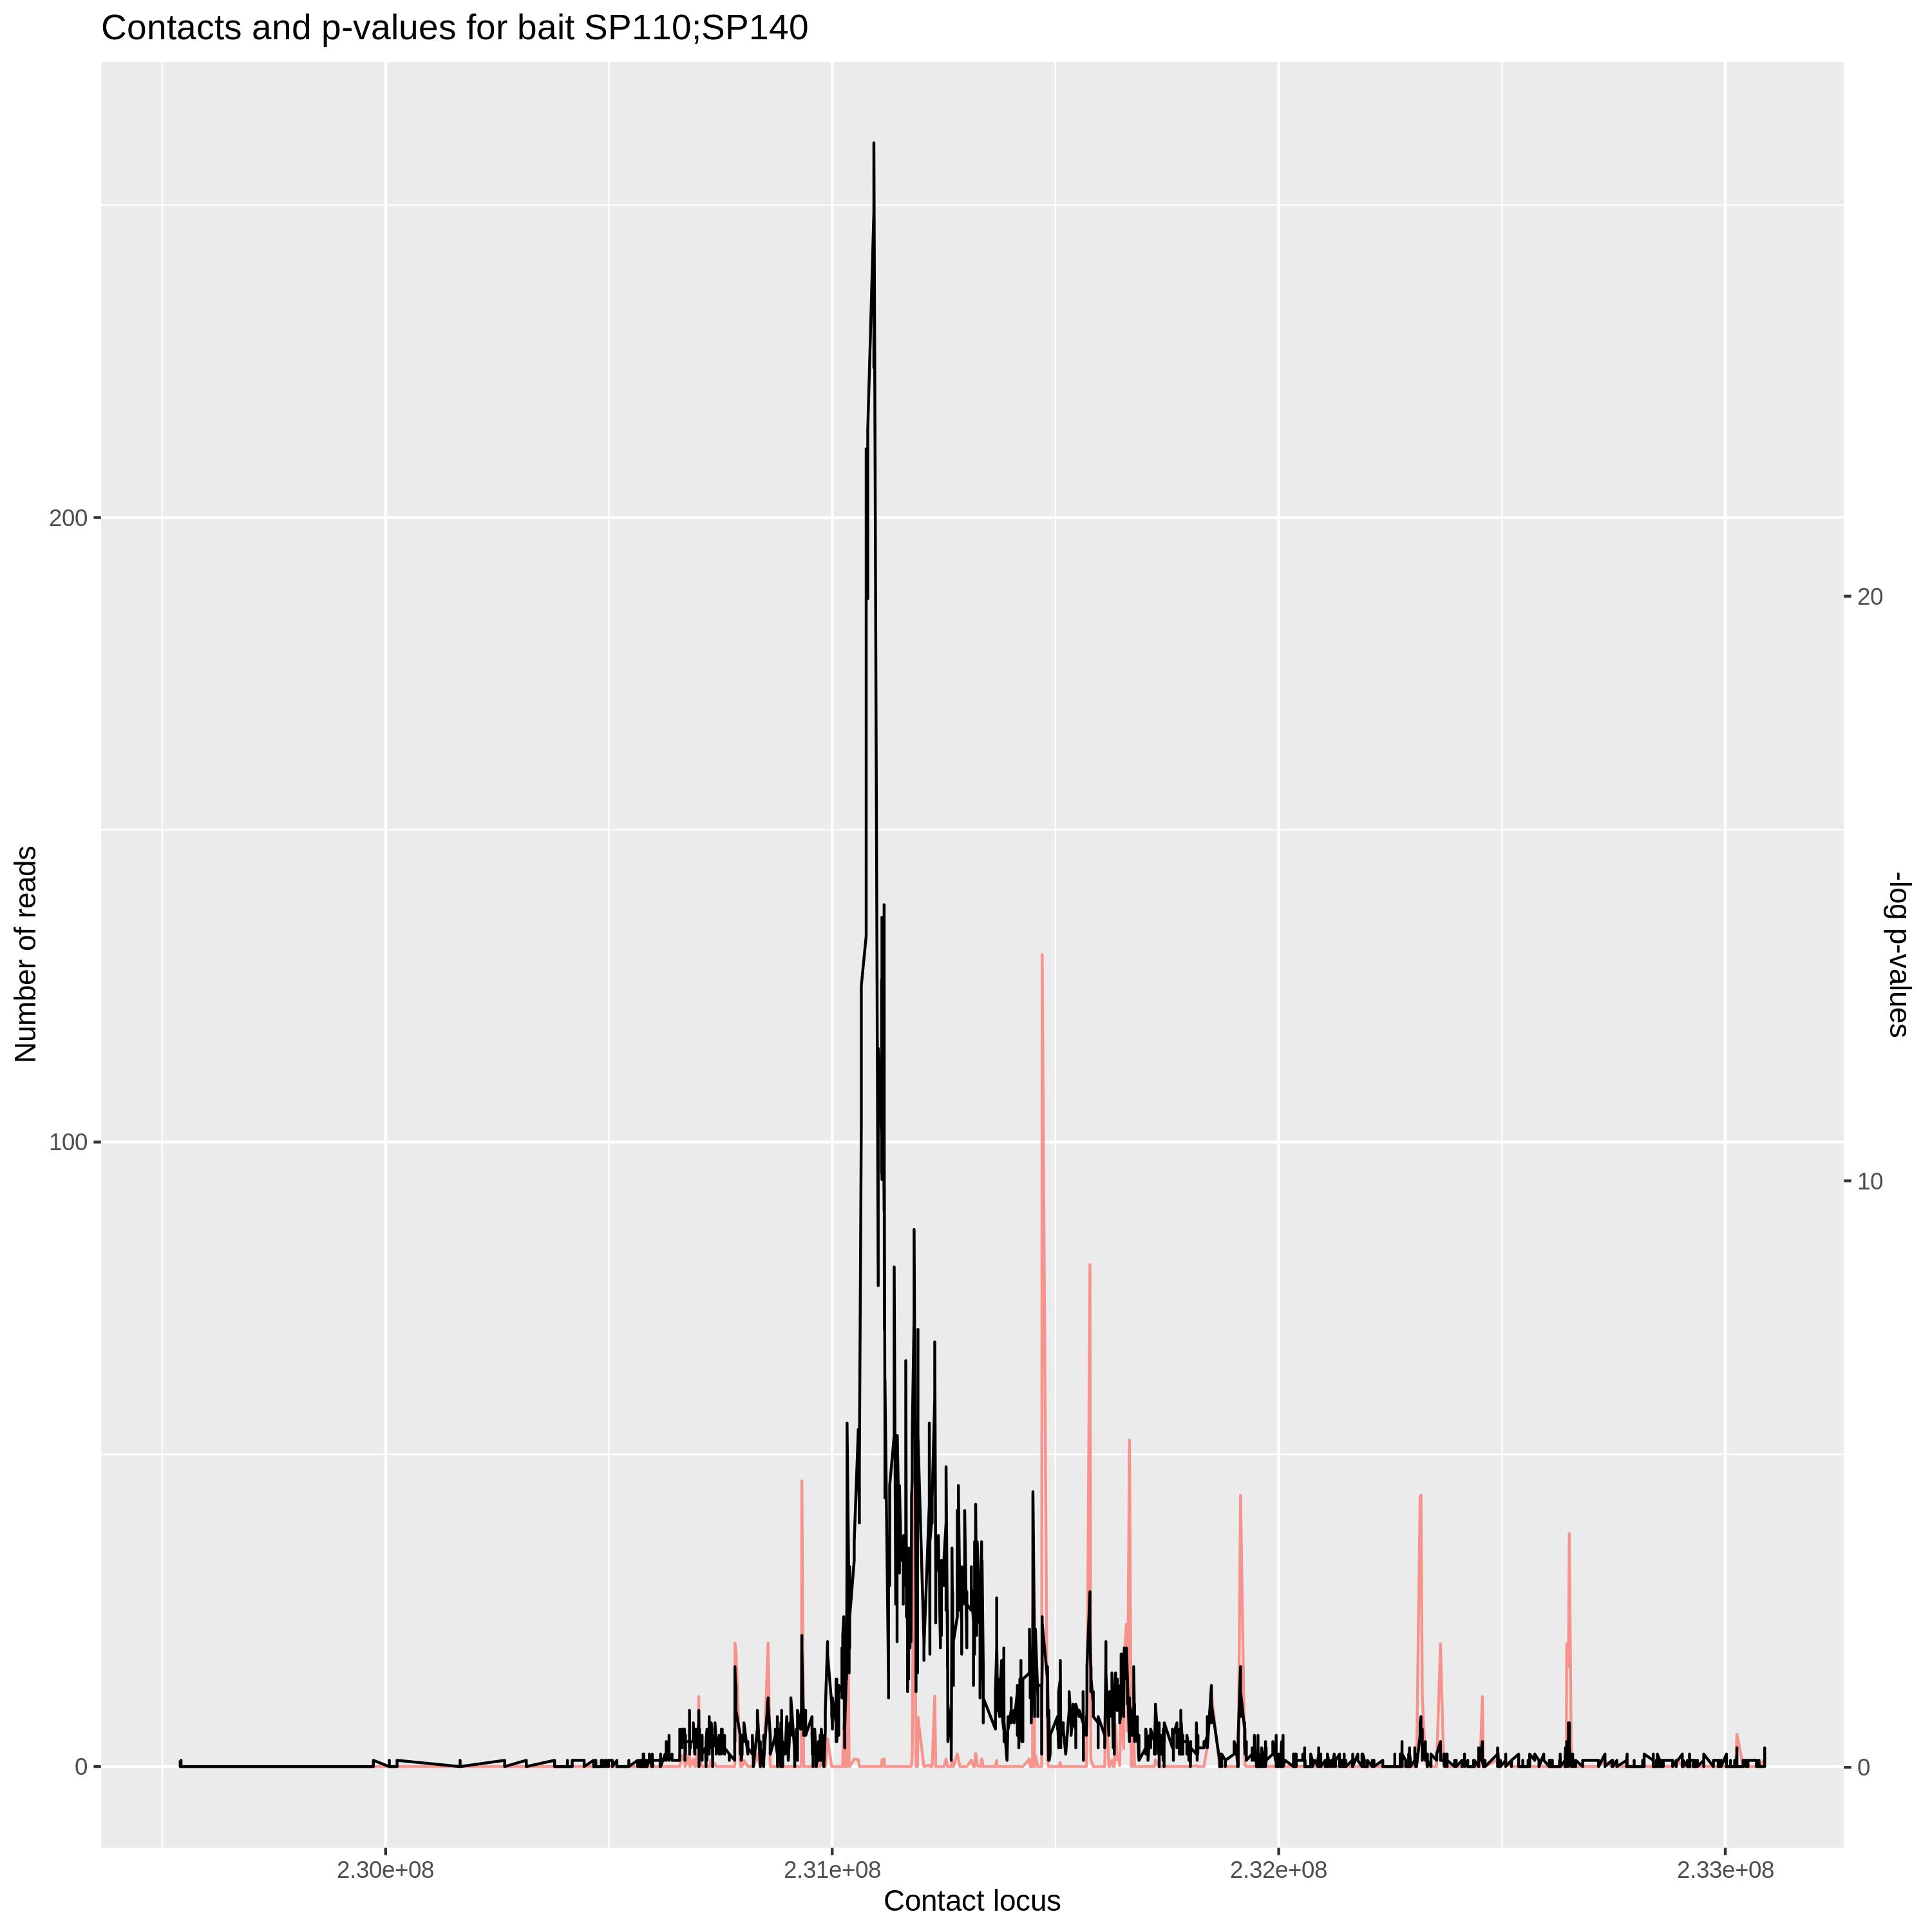 Contacts and p-values for bait SP110;SP140
Number of reads
200
100
0
20
10
0
-log p-values
2.30e+08
2.31e+08
2.32e+08
2.33e+08
Contact locus